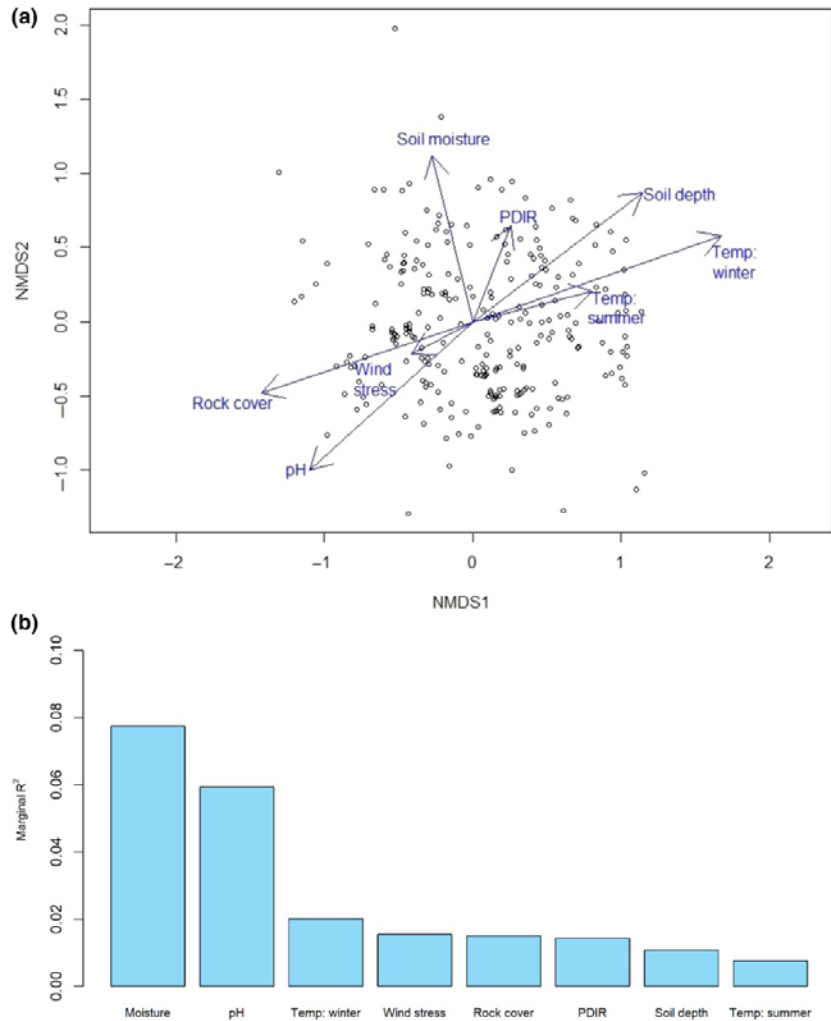 (a)
2.0
1.5
1.0
0.5
0.0
−0.5
−1.0
NMDS2
Soil moisture
PDIR
Soil depth
Temp:
winter
Temp:
summer
Wind
stress
Rock cover
pH
−2
−1
0
1
2
NMDS1
(b)
0.10
0.08
0.06
0.04
0.02
0.00
Marginal R²
Moisture
pH
Temp: winter
Wind stress
Rock cover
PDIR
Soil depth
Temp: summer